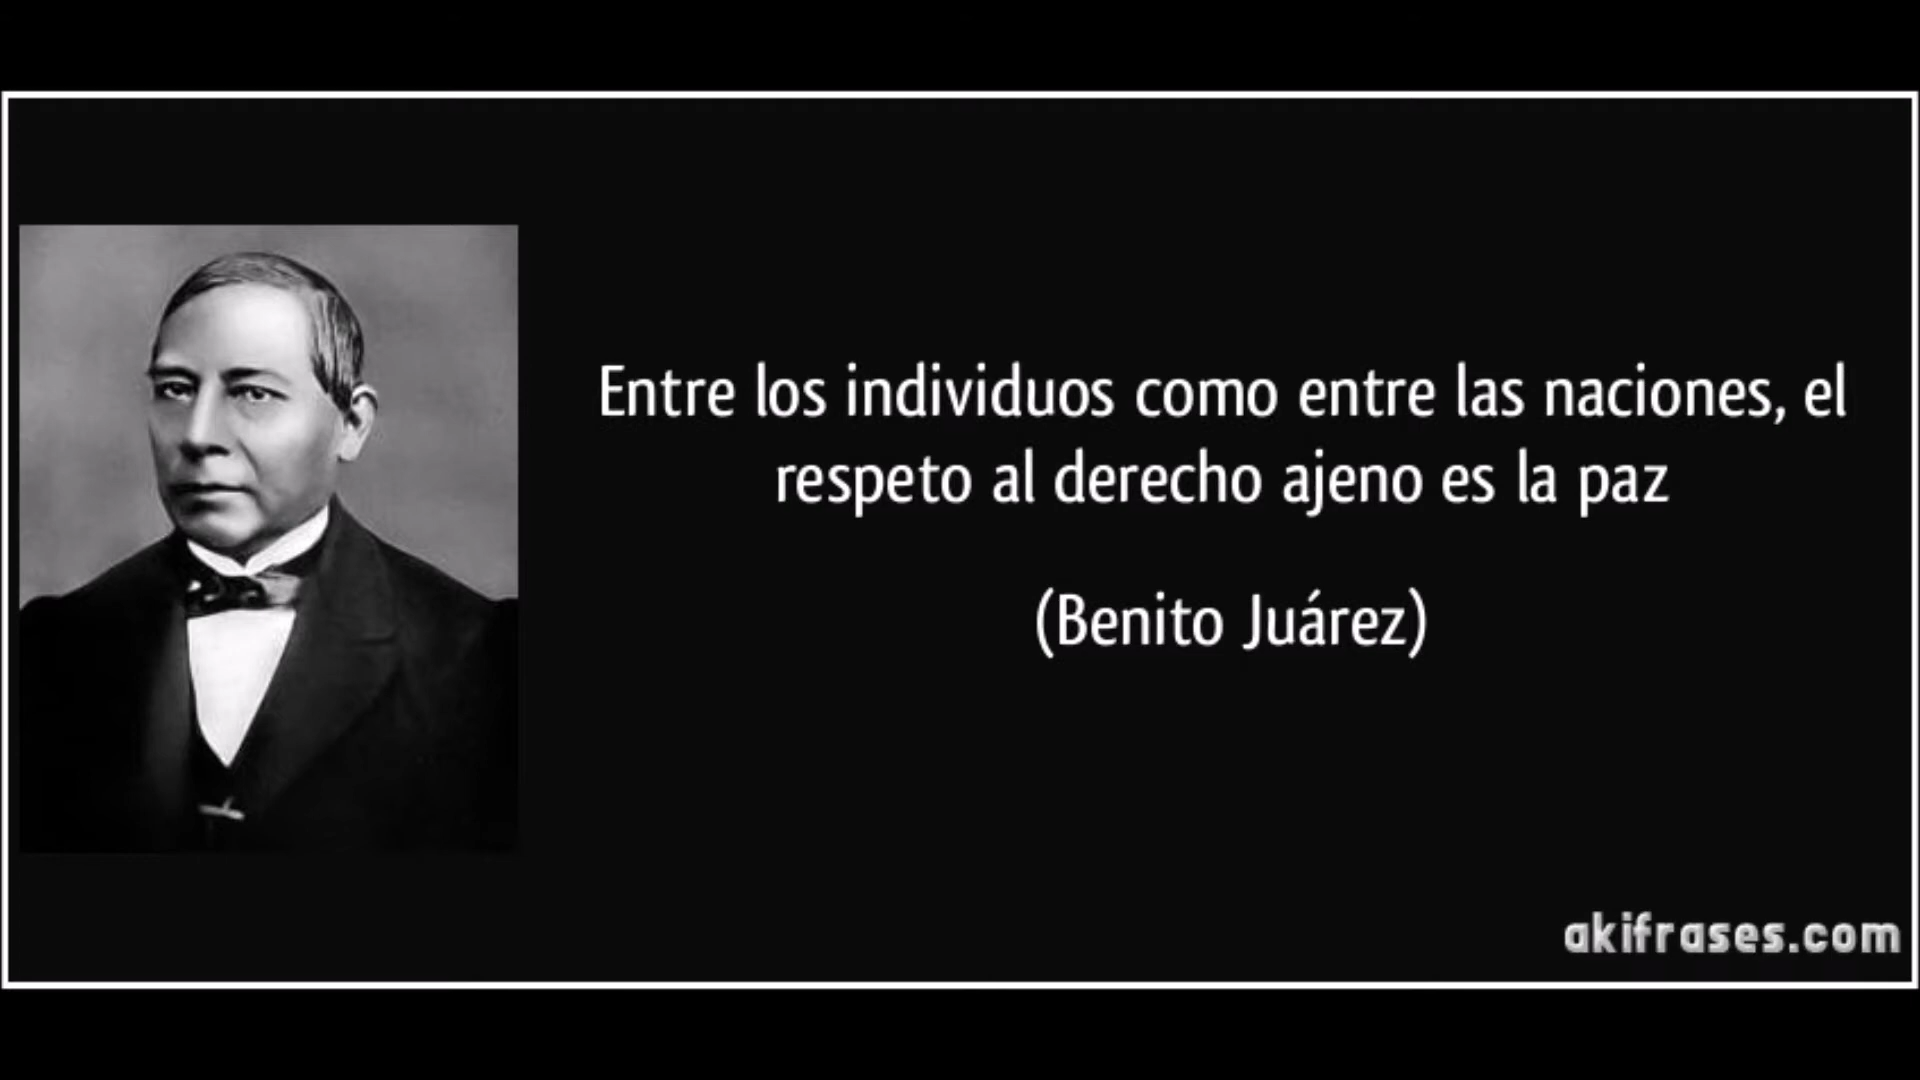 Entre los individuos como entre las naciones, el
respeto al derecho ajeno es la paz
(Benito Juárez)
akifrases.com